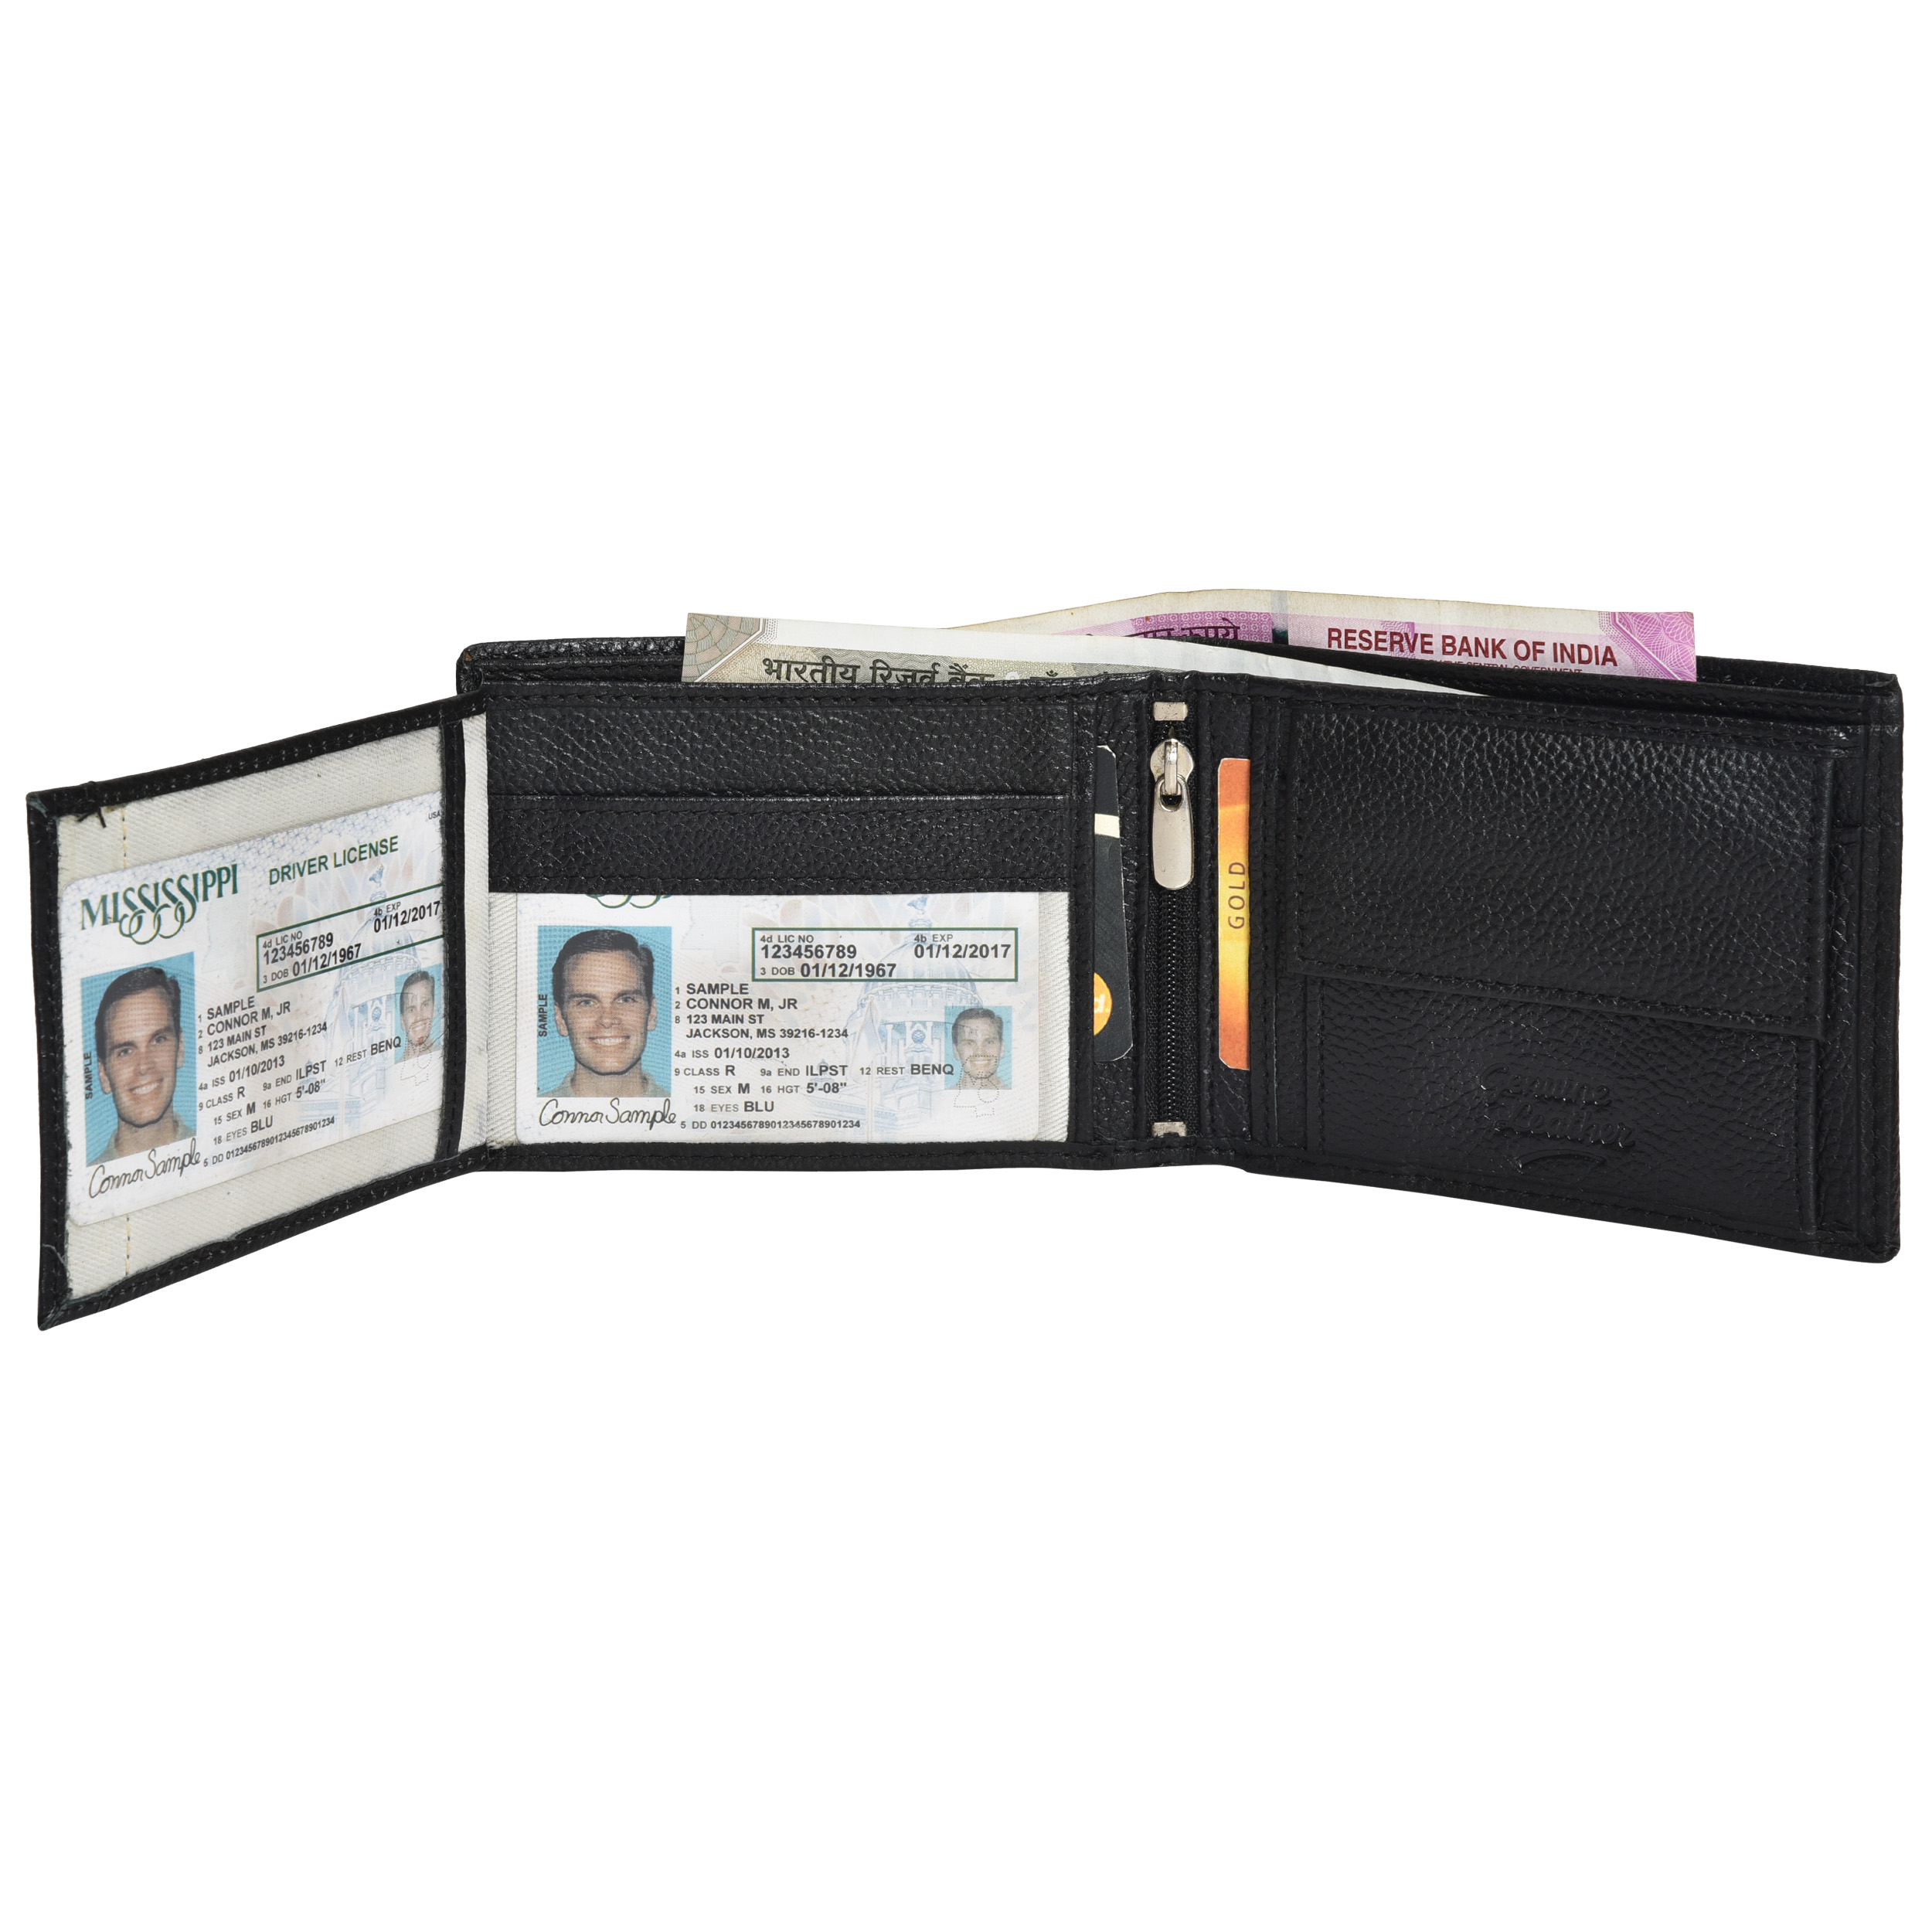 भारतीय रिज़र्व बैंक
RESERVE BANK OF INDIA
USA
MISSISSIPPI
DRIVER LICENSE
4d LIC NO
123456789
4b EXP
01/12/2017
3 DOB 01/12/1967
SAMPLE
1 SAMPLE
2 CONNOR M, JR
8 123 MAIN ST
JACKSON, MS 39216-1234
4a ISS 01/10/2013
9 CLASS R 9a END ILPST 12 REST BENQ
15 SEX M 16 HGT 5'-08"
18 EYES BLU
5 DD 0123456789012345678901234
Connor Sample
4d LIC NO
123456789
4b EXP
01/12/2017
3 DOB 01/12/1967
SAMPLE
1 SAMPLE
2 CONNOR M, JR
8 123 MAIN ST
JACKSON, MS 39216-1234
4a ISS 01/10/2013
9 CLASS R 9a END ILPST 12 REST BENQ
15 SEX M 16 HGT 5'-08"
18 EYES BLU
5 DD 0123456789012345678901234
Connor Sample
GOLD
Genuine
Leather